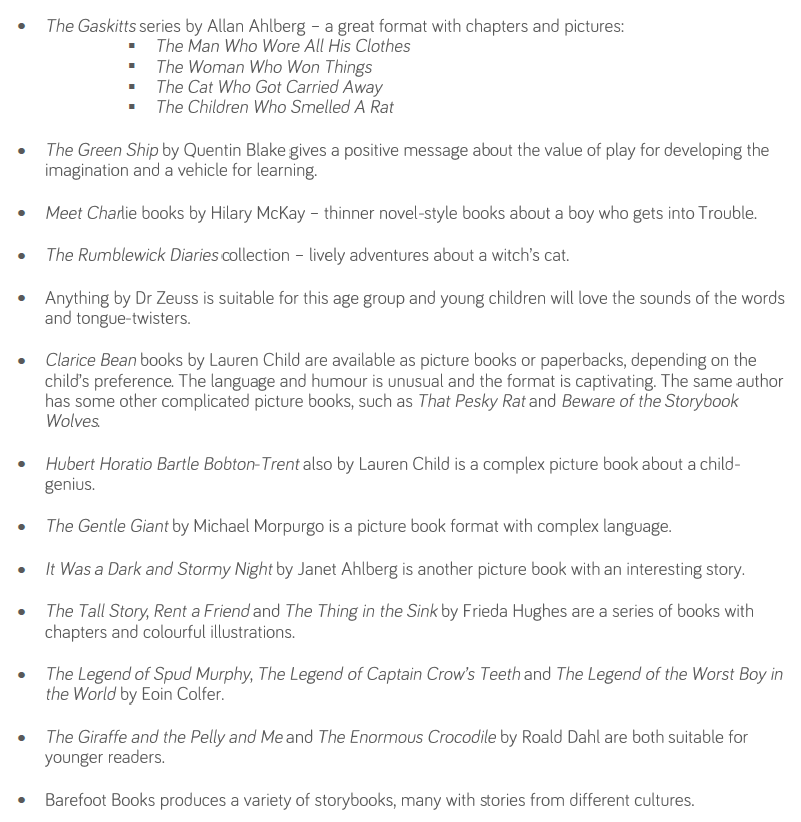 • The Gaskitts series by Allan Ahlberg – a great format with chapters and pictures:
▪ The Man Who Wore All His Clothes
▪ The Woman Who Won Things
▪ The Cat Who Got Carried Away
▪ The Children Who Smelled A Rat
• The Green Ship by Quentin Blake gives a positive message about the value of play for developing the
imagination and a vehicle for learning.
• Meet Charlie books by Hilary McKay – thinner novel-style books about a boy who gets into Trouble.
• The Rumblewick Diaries collection – lively adventures about a witch's cat.
• Anything by Dr Zeuss is suitable for this age group and young children will love the sounds of the words
and tongue-twisters.
• Clarice Bean books by Lauren Child are available as picture books or paperbacks, depending on the
child's preference. The language and humour is unusual and the format is captivating. The same author
has some other complicated picture books, such as That Pesky Rat and Beware of the Storybook
Wolves.
• Hubert Horatio Bartle Bobton-Trent also by Lauren Child is a complex picture book about a child-
genius.
• The Gentle Giant by Michael Morpurgo is a picture book format with complex language.
• It Was a Dark and Stormy Night by Janet Ahlberg is another picture book with an interesting story.
• The Tall Story, Rent a Friend and The Thing in the Sink by Frieda Hughes are a series of books with
chapters and colourful illustrations.
• The Legend of Spud Murphy, The Legend of Captain Crow's Teeth and The Legend of the Worst Boy in
the World by Eoin Colfer.
• The Giraffe and the Pelly and Me and The Enormous Crocodile by Roald Dahl are both suitable for
younger readers.
• Barefoot Books produces a variety of storybooks, many with stories from different cultures.